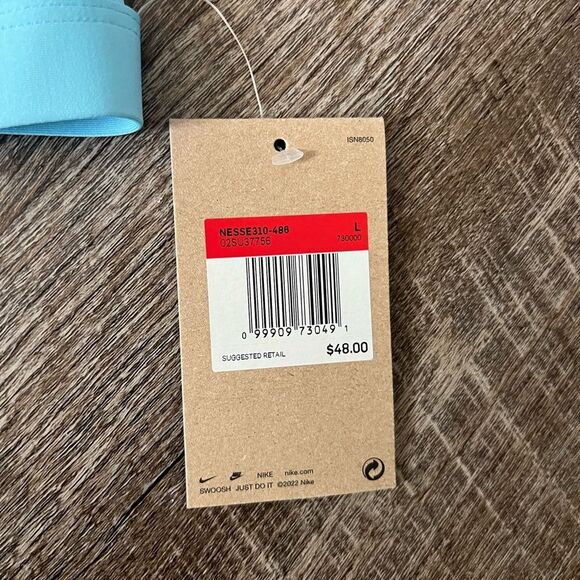 ISN8050
NESSE310-486 L
02SU37756 730000
0 99909 73049 1
SUGGESTED RETAIL $48.00
NIKE nike.com
SWOOSH JUST DO IT ©2022 Nike